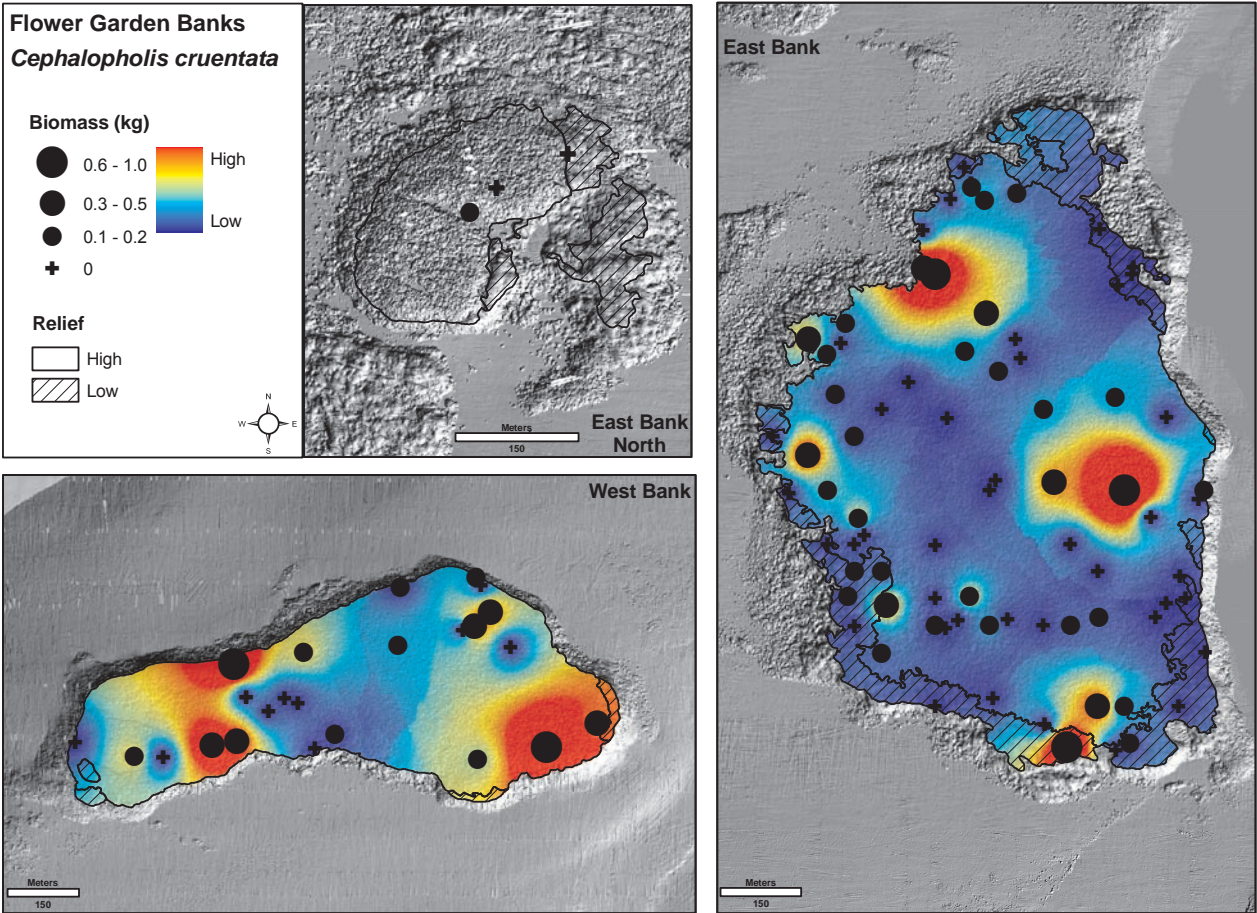 Flower Garden Banks
Cephalopholis cruentata
Biomass (kg)
0.6 - 1.0
0.3 - 0.5
0.1 - 0.2
0
High
Low
Relief
High
Low
N
W
E
S
Meters
150
East Bank
North
West Bank
Meters
150
East Bank
Meters
150